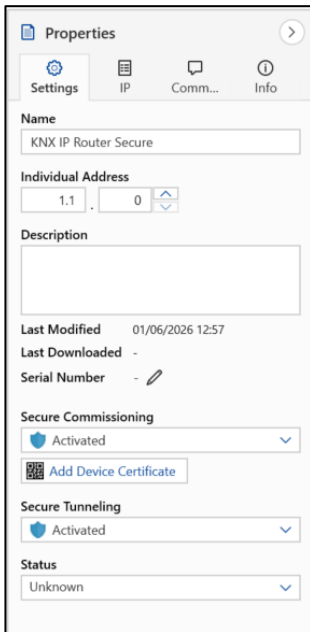 Properties
Settings
IP
Comm...
Info
Name
KNX IP Router Secure
Individual Address
1.1 . 0
Description
Last Modified 01/06/2026 12:57
Last Downloaded -
Serial Number -
Secure Commissioning
Activated
Add Device Certificate
Secure Tunneling
Activated
Status
Unknown